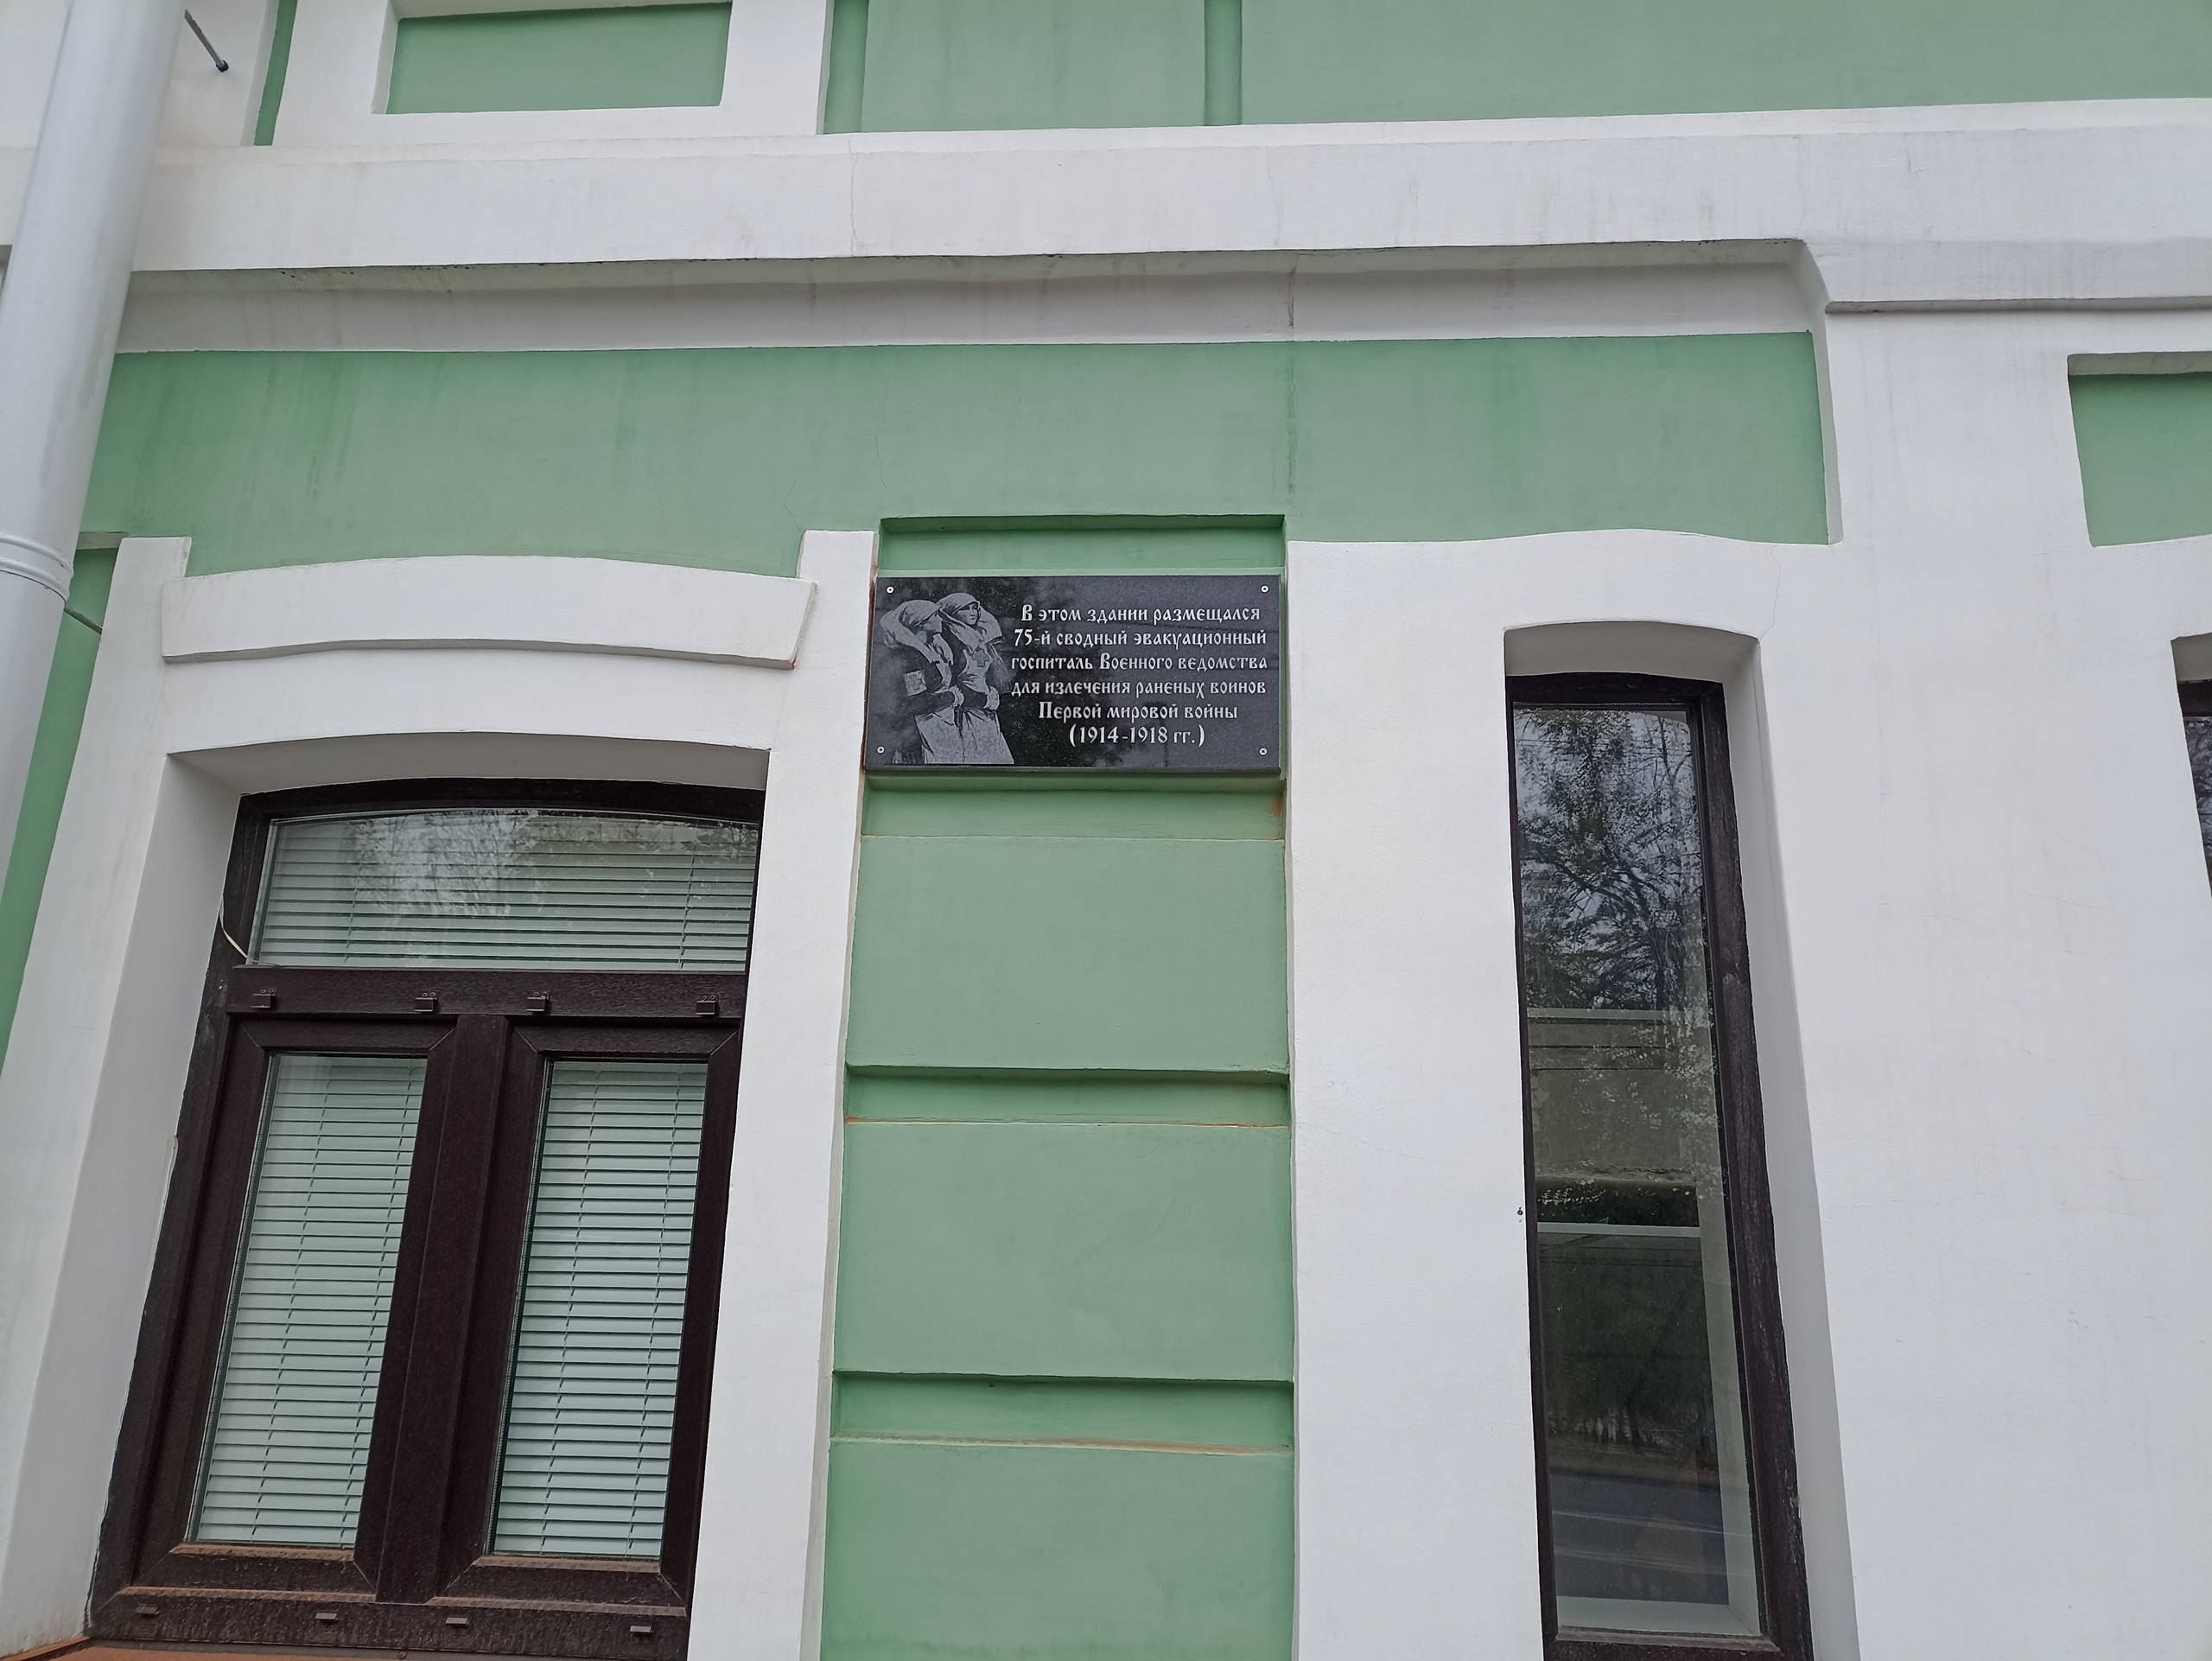 В этом здании размещался
75-й сводный эвакуационный
госпиталь Военного ведомства
для излечения раненых воинов
Первой мировой войны
(1914-1918 гг.)